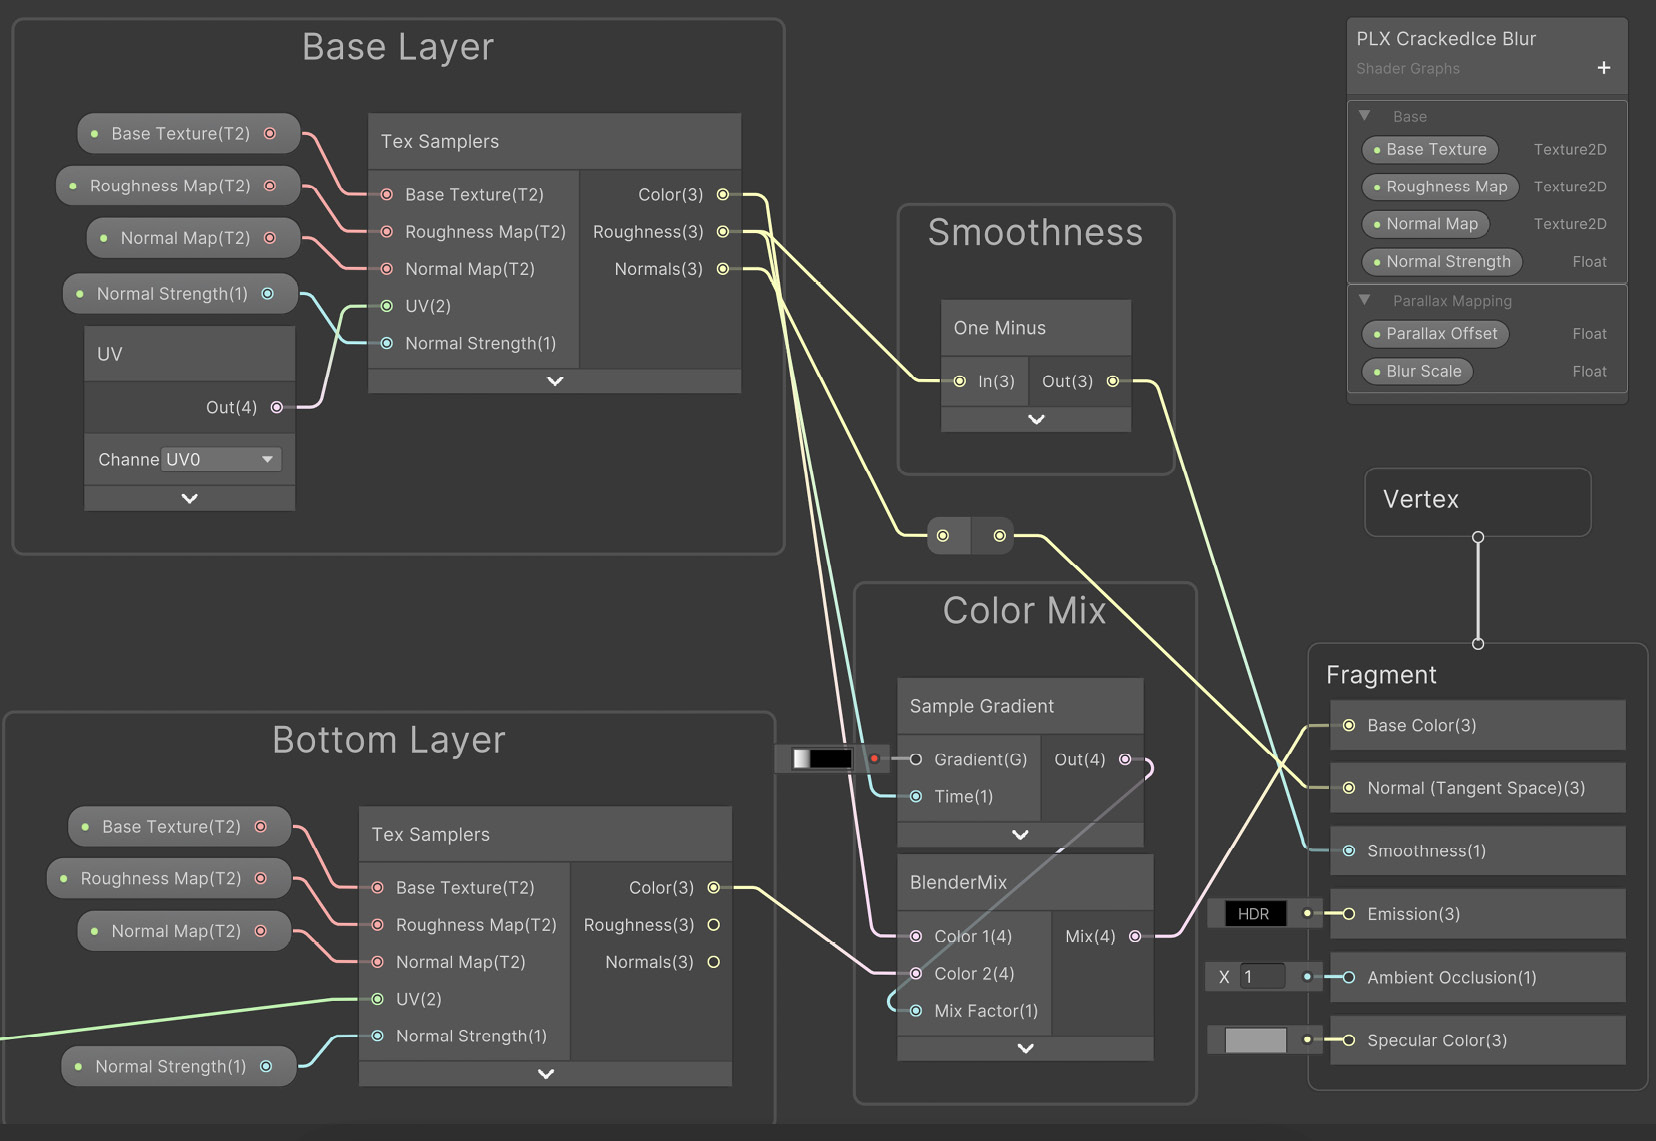 Base Layer
Base Texture(T2)
Roughness Map(T2)
Normal Map(T2)
Normal Strength(1)
UV
Out(4)
Channe UV0
Tex Samplers
Base Texture(T2)
Roughness Map(T2)
Normal Map(T2)
UV(2)
Normal Strength(1)
Color(3)
Roughness(3)
Normals(3)
Smoothness
One Minus
In(3)
Out(3)
PLX CrackedIce Blur
Shader Graphs
+
Base
Base Texture Texture2D
Roughness Map Texture2D
Normal Map Texture2D
Normal Strength Float
Parallax Mapping
Parallax Offset Float
Blur Scale Float
Bottom Layer
Base Texture(T2)
Roughness Map(T2)
Normal Map(T2)
Normal Strength(1)
Tex Samplers
Base Texture(T2)
Roughness Map(T2)
Normal Map(T2)
UV(2)
Normal Strength(1)
Color(3)
Roughness(3)
Normals(3)
Color Mix
Sample Gradient
Gradient(G)
Time(1)
Out(4)
BlenderMix
Color 1(4)
Color 2(4)
Mix Factor(1)
Mix(4)
Vertex
Fragment
Base Color(3)
Normal (Tangent Space)(3)
Smoothness(1)
HDR Emission(3)
X 1 Ambient Occlusion(1)
Specular Color(3)